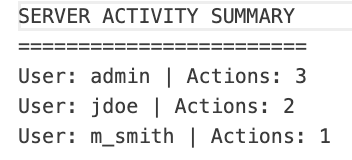 SERVER ACTIVITY SUMMARY
========================
User: admin | Actions: 3
User: jdoe | Actions: 2
User: m_smith | Actions: 1